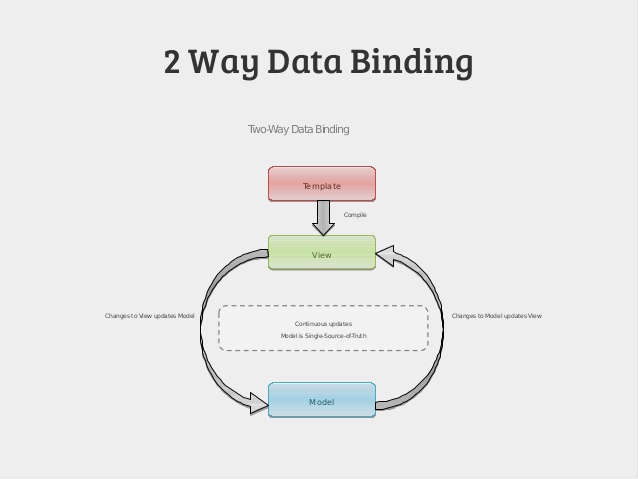 2 Way Data Binding
Two-Way Data Binding
Template
Compile
View
Changes to View updates Model
Continuous updates
Model is Single-Source-of-Truth
Changes to Model updates View
Model